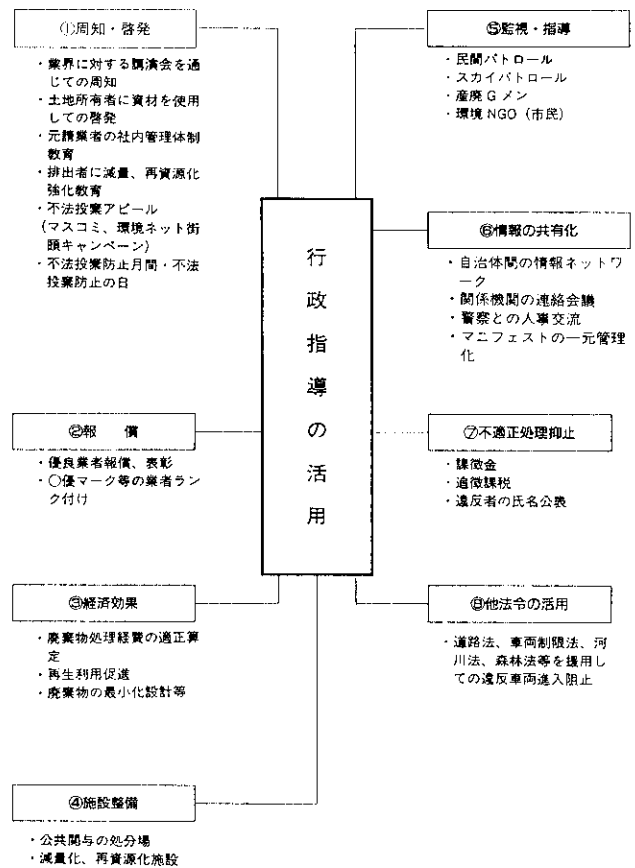 ①周知・啓発
・業界に対する講演会を通
じての周知
・土地所有者に資材を使用
しての啓発
・元請業者の社内管理体制
教育
・排出者に減量、再資源化
強化教育
・不法投棄アピール
(マスコミ、環境ネット街
頭キャンペーン)
・不法投棄防止月間・不法
投棄防止の日
②報 償
・優良業者報償、表彰
・○優マーク等の業者ラン
ク付け
③経済効果
・廃棄物処理経費の適正算
定
・再生利用促進
・廃棄物の最小化設計等
④施設整備
・公共関与の処分場
・減量化、再資源化施設
行政指導の活用
⑤監視・指導
・民間パトロール
・スカイパトロール
・産廃Gメン
・環境NGO(市民)
⑥情報の共有化
・自治体間の情報ネットワ
ーク
・関係機関の連絡会議
・警察との人事交流
・マニフェストの一元管理
化
⑦不適正処理抑止
・課徴金
・追徴課税
・違反者の氏名公表
⑧他法令の活用
・道路法、車両制限法、河
川法、森林法等を援用し
ての違反車両進入阻止